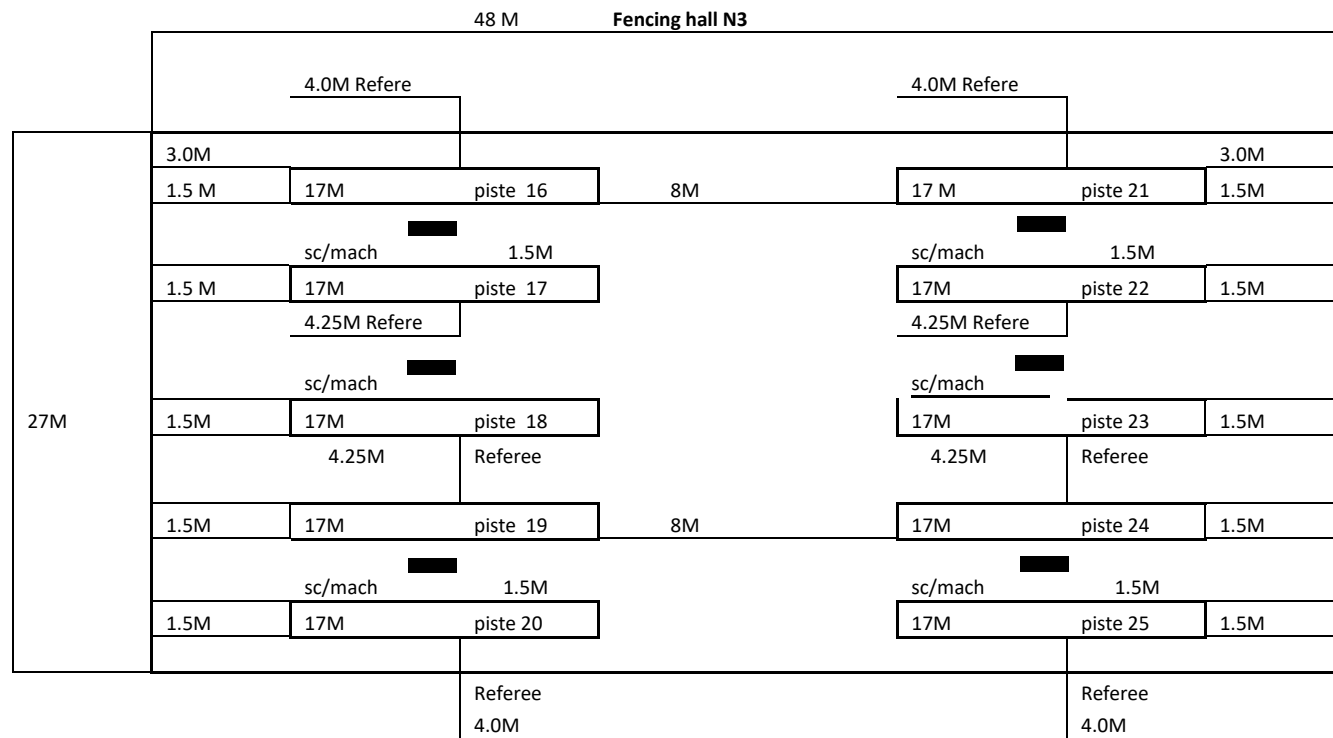 48 M Fencing hall N3
4.0M Refere 4.0M Refere
3.0M 3.0M
1.5 M 17M piste 16 8M 17 M piste 21 1.5M
sc/mach 1.5M sc/mach 1.5M
1.5 M 17M piste 17 17M piste 22 1.5M
4.25M Refere 4.25M Refere
sc/mach sc/mach
27M 1.5M 17M piste 18 17M piste 23 1.5M
4.25M Referee 4.25M Referee
1.5M 17M piste 19 8M 17M piste 24 1.5M
sc/mach 1.5M sc/mach 1.5M
1.5M 17M piste 20 17M piste 25 1.5M
Referee Referee
4.0M 4.0M